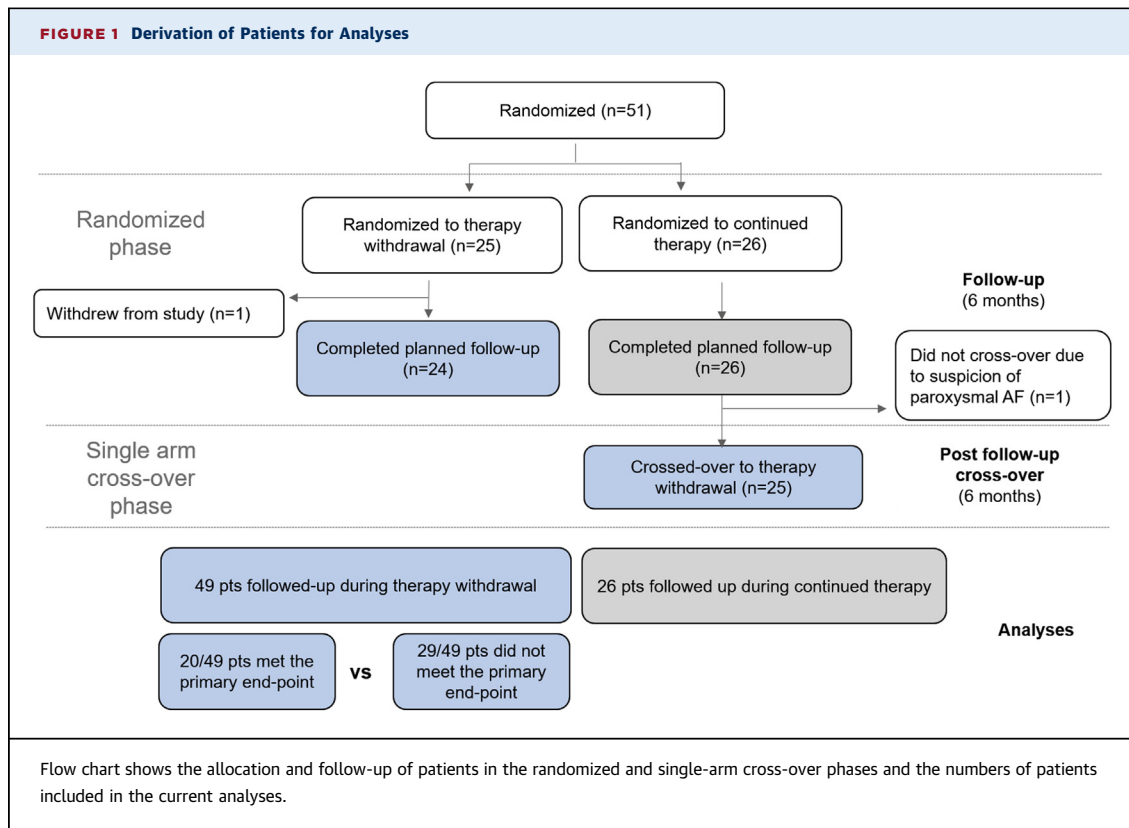 FIGURE 1 Derivation of Patients for Analyses
Randomized (n=51)
Randomized
phase
Randomized to therapy
withdrawal (n=25)
Randomized to continued
therapy (n=26)
Follow-up
(6 months)
Withdrew from study (n=1)
Completed planned follow-up
(n=24)
Completed planned follow-up
(n=26)
Did not cross-over due
to suspicion of
paroxysmal AF (n=1)
Single arm
cross-over
phase
Crossed-over to therapy
withdrawal (n=25)
Post follow-up
cross-over
(6 months)
49 pts followed-up during therapy withdrawal
26 pts followed up during continued therapy
Analyses
20/49 pts met the
primary end-point
vs
29/49 pts did not
meet the primary
end-point
Flow chart shows the allocation and follow-up of patients in the randomized and single-arm cross-over phases and the numbers of patients
included in the current analyses.